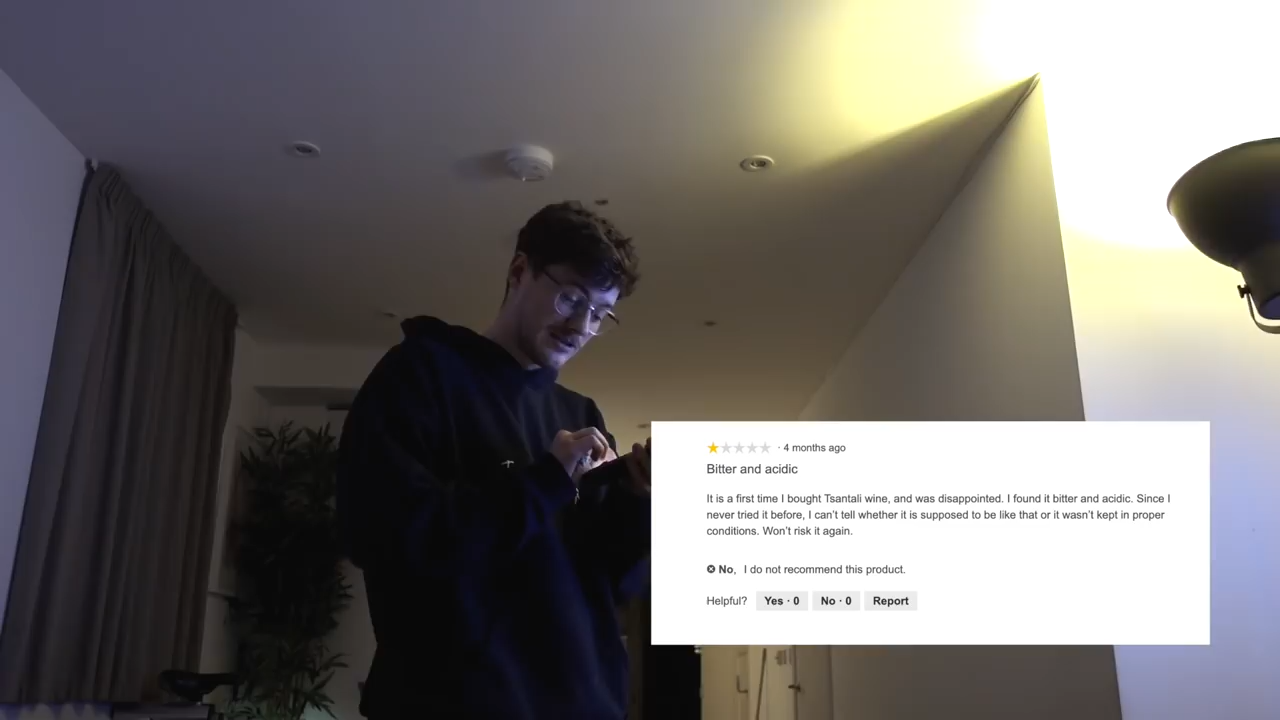 · 4 months ago
Bitter and acidic
It is a first time I bought Tsantali wine, and was disappointed. I found it bitter and acidic. Since I
never tried it before, I can't tell whether it is supposed to be like that or it wasn't kept in proper
conditions. Won't risk it again.
No, I do not recommend this product.
Helpful? Yes · 0 No · 0 Report